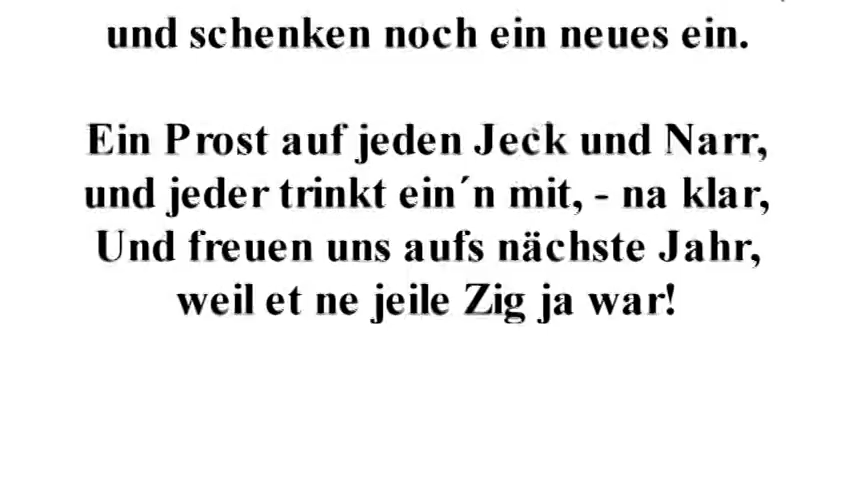 und schenken noch ein neues ein.
Ein Prost auf jeden Jeck und Narr,
und jeder trinkt ein´n mit, - na klar,
Und freuen uns aufs nächste Jahr,
weil et ne jeile Zig ja war!